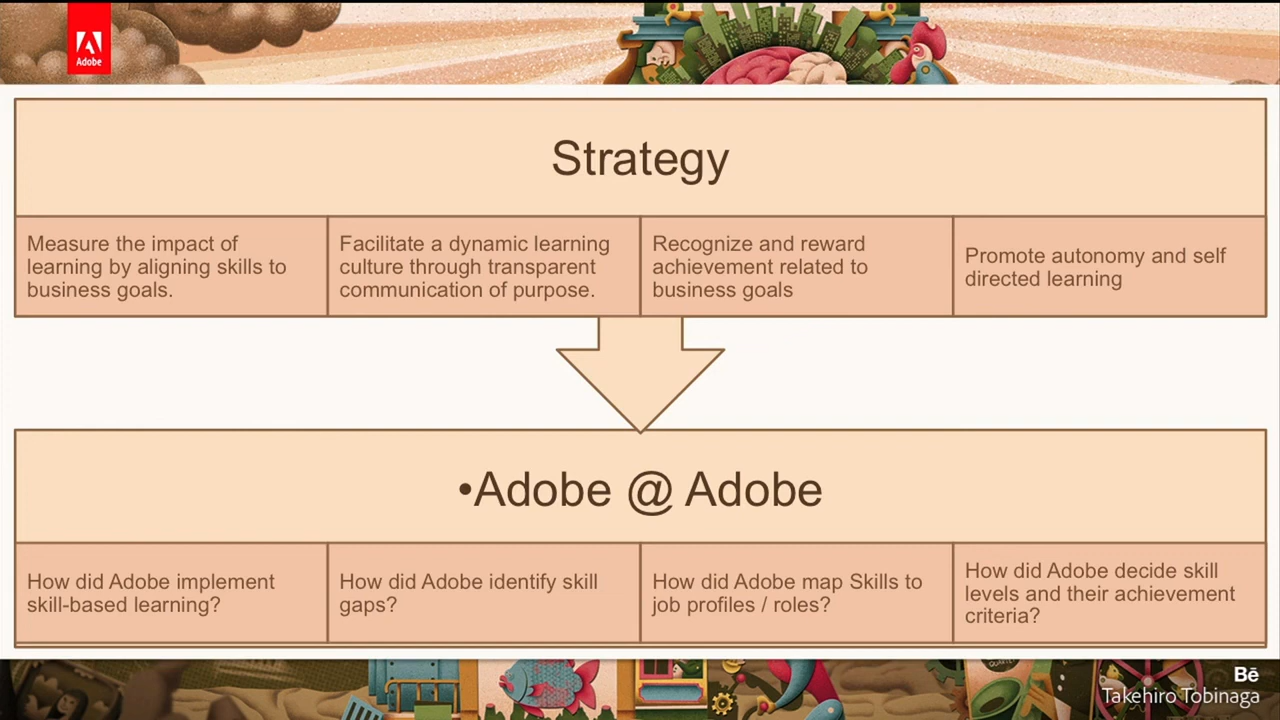 Adobe
Strategy
Measure the impact of
learning by aligning skills to
business goals.
Facilitate a dynamic learning
culture through transparent
communication of purpose.
Recognize and reward
achievement related to
business goals
Promote autonomy and self
directed learning
•Adobe @ Adobe
How did Adobe implement
skill-based learning?
How did Adobe identify skill
gaps?
How did Adobe map Skills to
job profiles / roles?
How did Adobe decide skill
levels and their achievement
criteria?
Bē
Takehiro Tobinaga